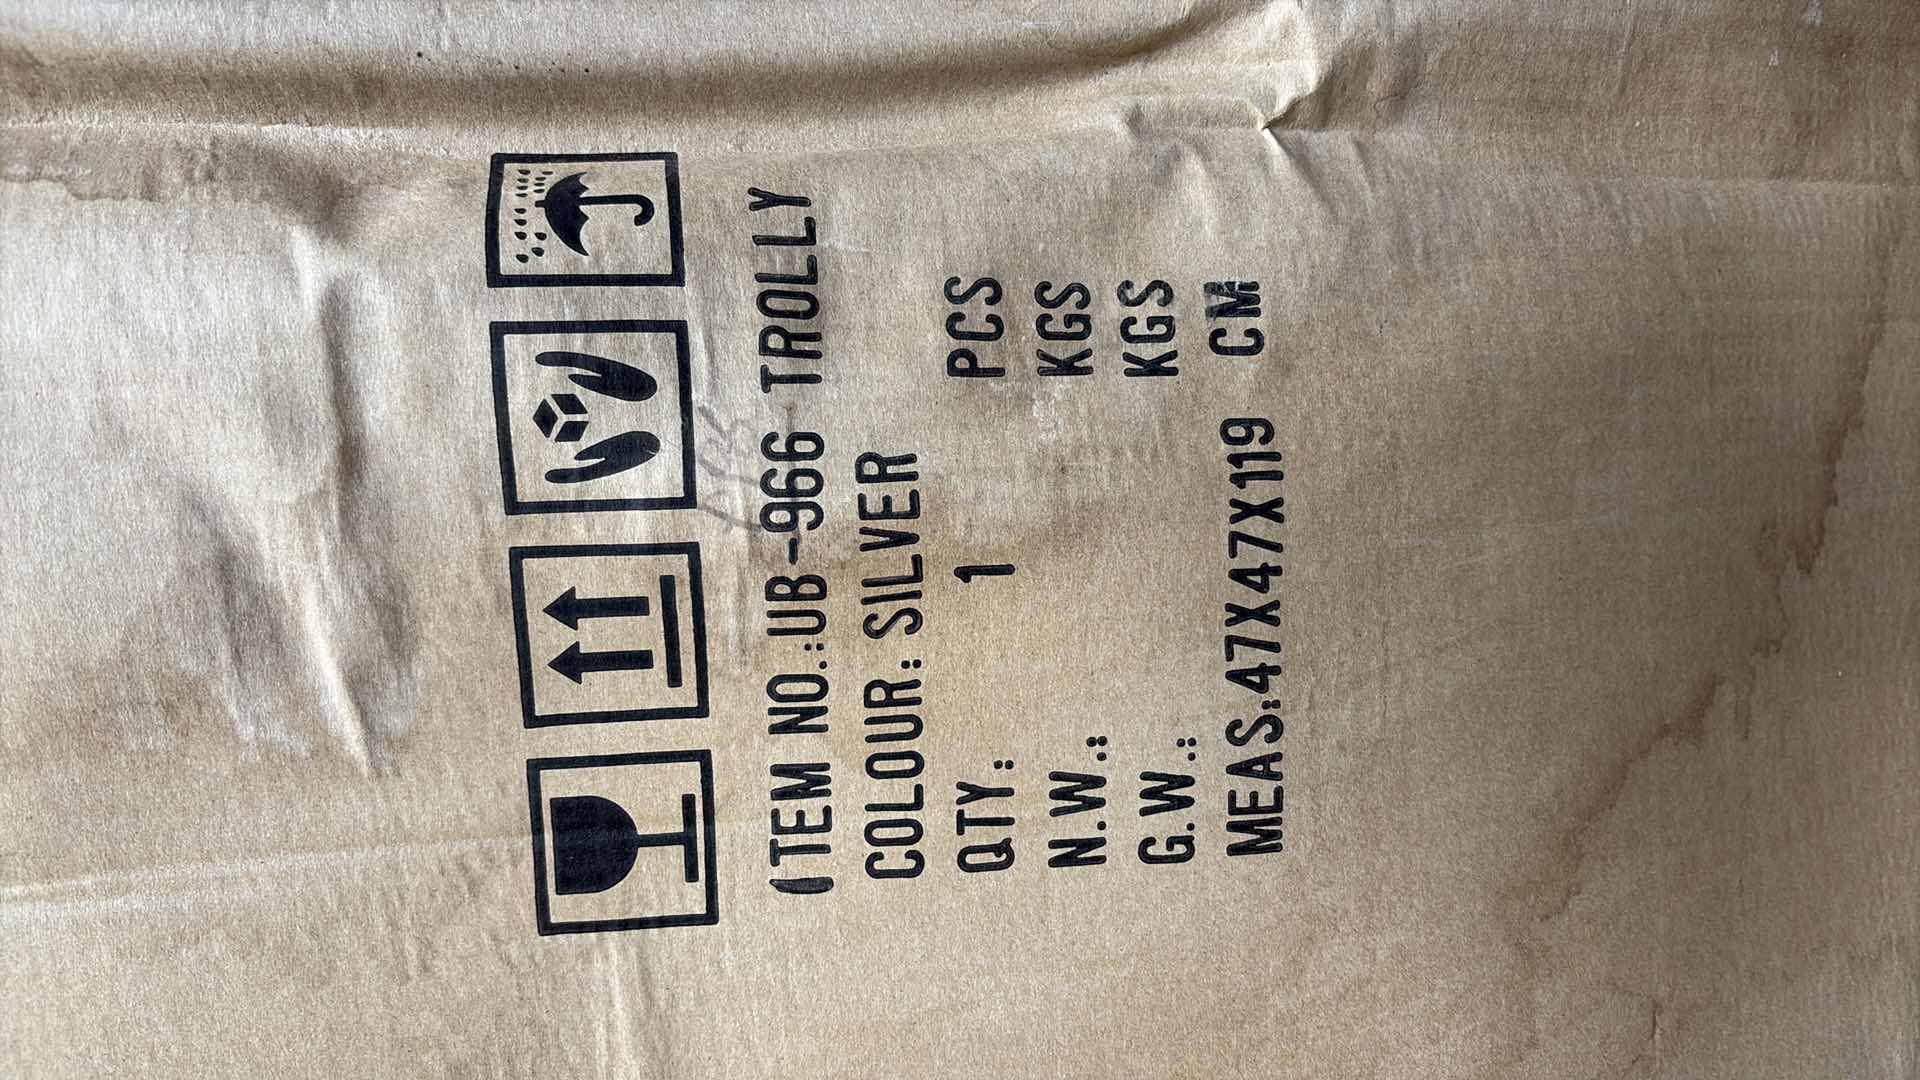 ITEM NO.:UB-966 TROLLY
COLOUR: SILVER
QTY: 1 PCS
N.W.: KGS
G.W.: KGS
MEAS:47X47X119 CM